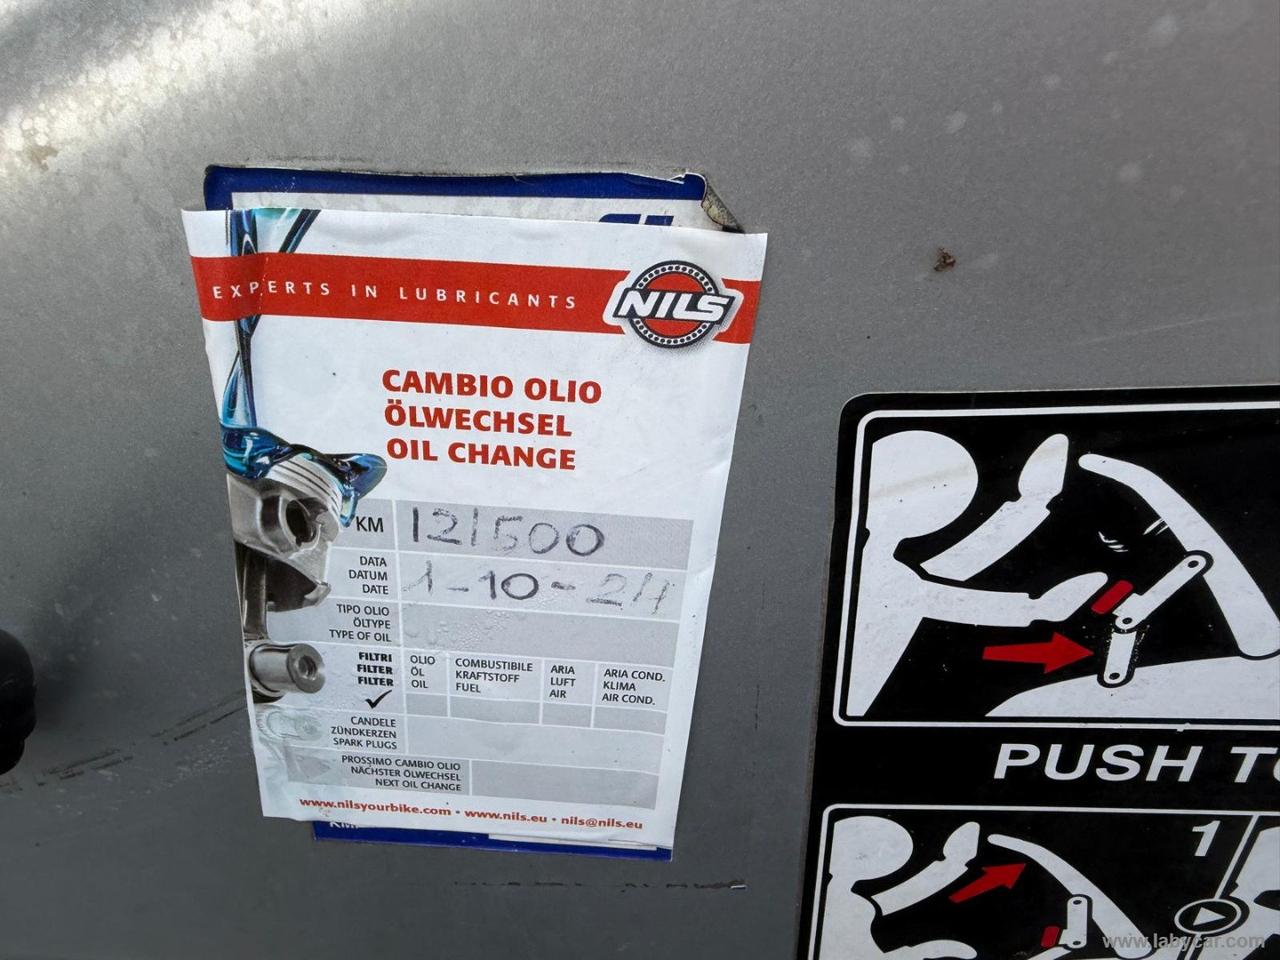 EXPERTS IN LUBRICANTS
NILS
CAMBIO OLIO
ÖLWECHSEL
OIL CHANGE
KM 121500
DATA
DATUM
DATE
1-10-24
TIPO OLIO
ÖLTYPE
TYPE OF OIL
FILTRI
FILTER
FILTER
OLIO
ÖL
OIL
COMBUSTIBILE
KRAFTSTOFF
FUEL
ARIA
LUFT
AIR
ARIA COND.
KLIMA
AIR COND.
CANDELE
ZÜNDKERZEN
SPARK PLUGS
PROSSIMO CAMBIO OLIO
NÄCHSTER ÖLWECHSEL
NEXT OIL CHANGE
www.nilsyourbike.com • www.nils.eu • nils@nils.eu
PUSH TO
1
www.labycar.com